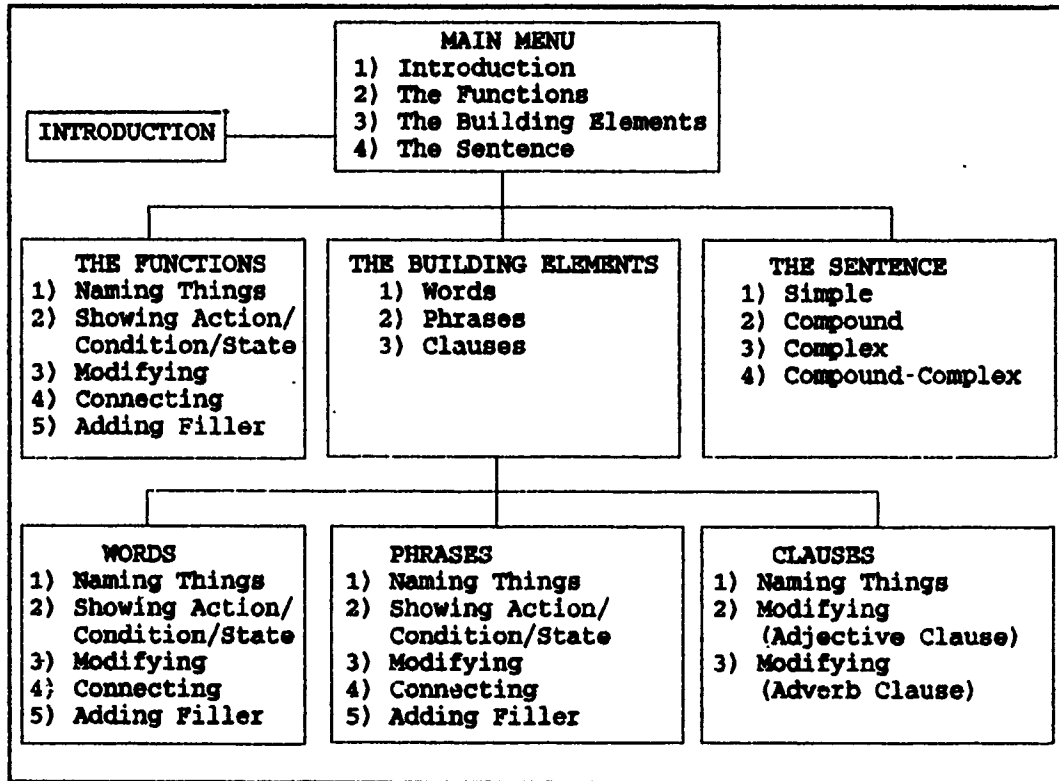 MAIN MENU
1) Introduction
2) The Functions
3) The Building Elements
4) The Sentence
INTRODUCTION
THE FUNCTIONS
1) Naming Things
2) Showing Action/
Condition/State
3) Modifying
4) Connecting
5) Adding Filler
THE BUILDING ELEMENTS
1) Words
2) Phrases
3) Clauses
THE SENTENCE
1) Simple
2) Compound
3) Complex
4) Compound-Complex
WORDS
1) Naming Things
2) Showing Action/
Condition/State
3) Modifying
4) Connecting
5) Adding Filler
PHRASES
1) Naming Things
2) Showing Action/
Condition/State
3) Modifying
4) Connecting
5) Adding Filler
CLAUSES
1) Naming Things
2) Modifying
(Adjective Clause)
3) Modifying
(Adverb Clause)